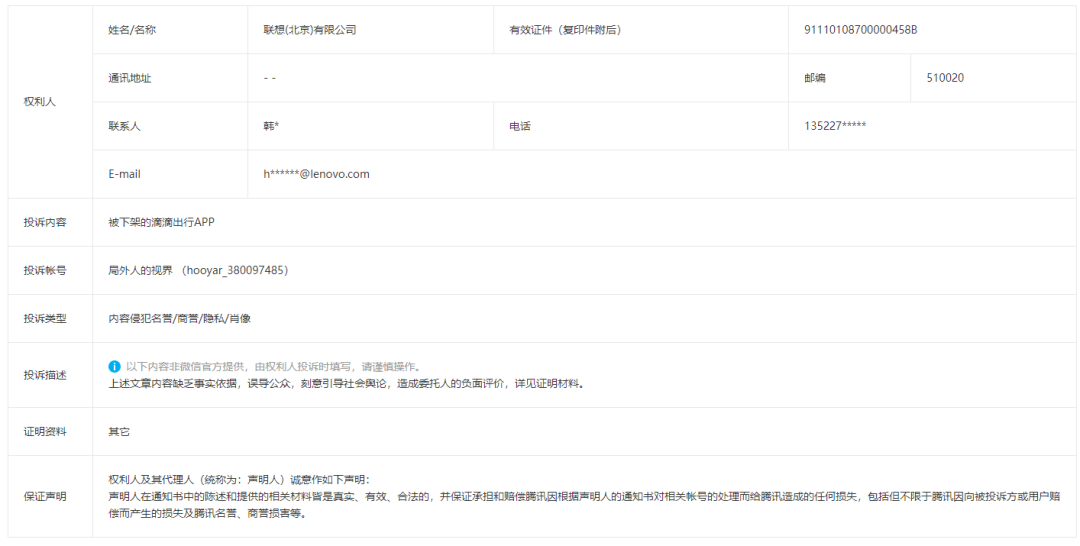 姓名/名称 联想(北京)有限公司 有效证件（复印件附后） 91110108700000458B
通讯地址 - - 邮编 510020
权利人
联系人 韩* 电话 135227*****
E-mail h******@lenovo.com
投诉内容 被下架的滴滴出行APP
投诉帐号 局外人的视界 （hooyar_380097485）
投诉类型 内容侵犯名誉/商誉/隐私/肖像
投诉描述 以下内容非微信官方提供，由权利人投诉时填写，请谨慎操作。
上述文章内容缺乏事实依据，误导公众，刻意引导社会舆论，造成委托人的负面评价，详见证明材料。
证明资料 其它
权利人及其代理人（统称为：声明人）诚意作如下声明：
保证声明 声明人在通知书中的陈述和提供的相关材料皆是真实、有效、合法的，并保证承担和赔偿腾讯因根据声明人的通知书对相关帐号的处理而给腾讯造成的任何损失，包括但不限于腾讯因向被投诉方或用户赔
偿而产生的损失及腾讯名誉、商誉损害等。